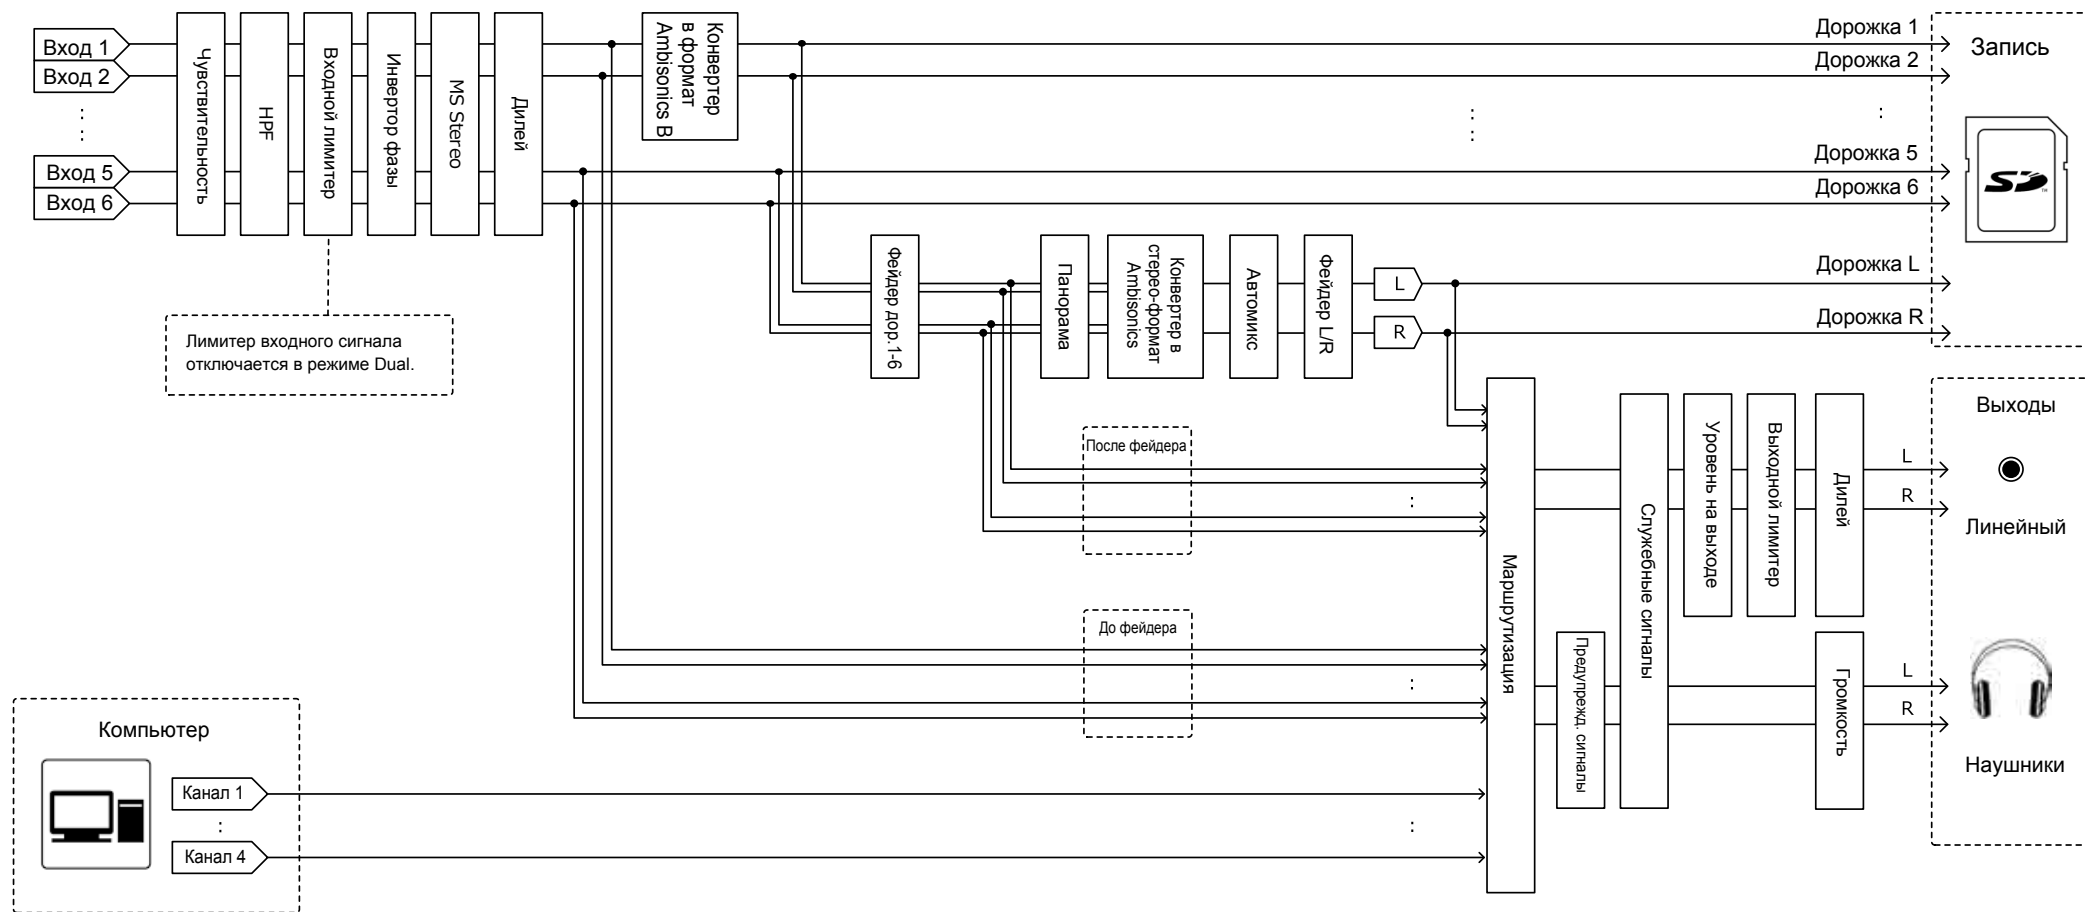 Вход 1
Вход 2
:
:
Вход 5
Вход 6
Чувствительность
HPF
Входной лимитер
Инвертор фазы
MS Stereo
Дилей
Конвертер
в формат
Ambisonics B
Лимитер входного сигнала
отключается в режиме Dual.
Дорожка 1
Дорожка 2
:
:
:
Дорожка 5
Дорожка 6
Дорожка L
Дорожка R
Запись
SD
Фейдер дор.1-6
Панорама
Конвертер в
стерео-формат
Ambisonics
Автомикс
Фейдер L/R
L
R
После фейдера
:
До фейдера
:
Компьютер
Канал 1
:
Канал 4
:
Маршрутизация
Предупрежд. сигналы
Служебные сигналы
Уровень на выходе
Выходной лимитер
Дилей
Громкость
L
R
L
R
Выходы
Линейный
Наушники